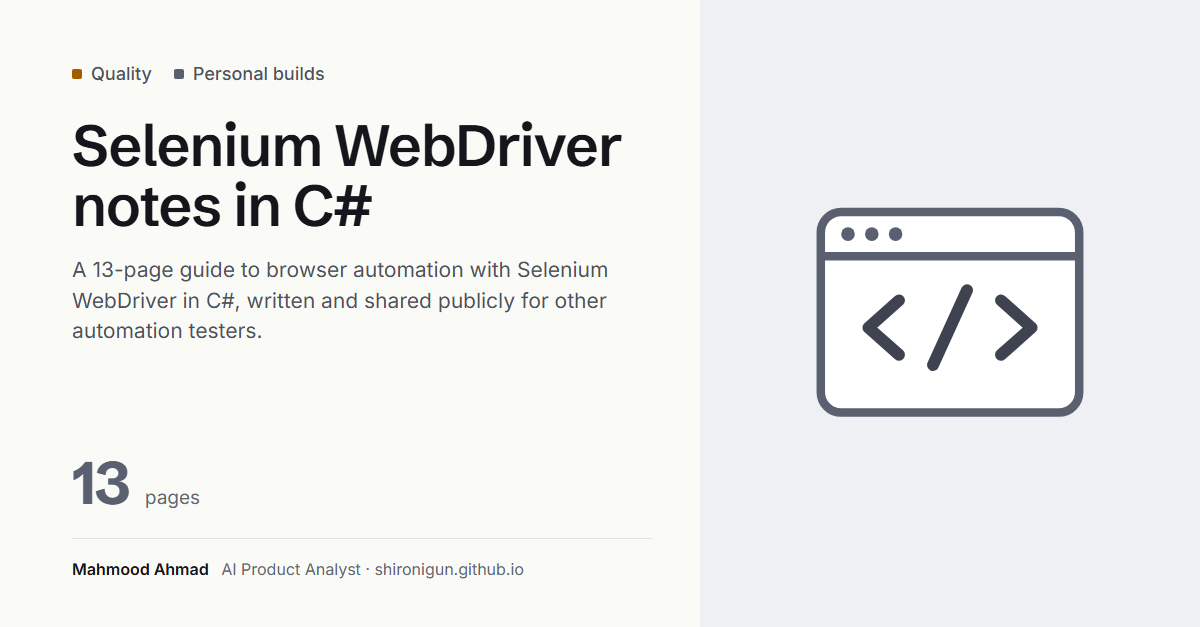 Quality Personal builds
Selenium WebDriver
notes in C#
A 13-page guide to browser automation with Selenium
WebDriver in C#, written and shared publicly for other
automation testers.
13 pages
Mahmood Ahmad AI Product Analyst · shironigun.github.io